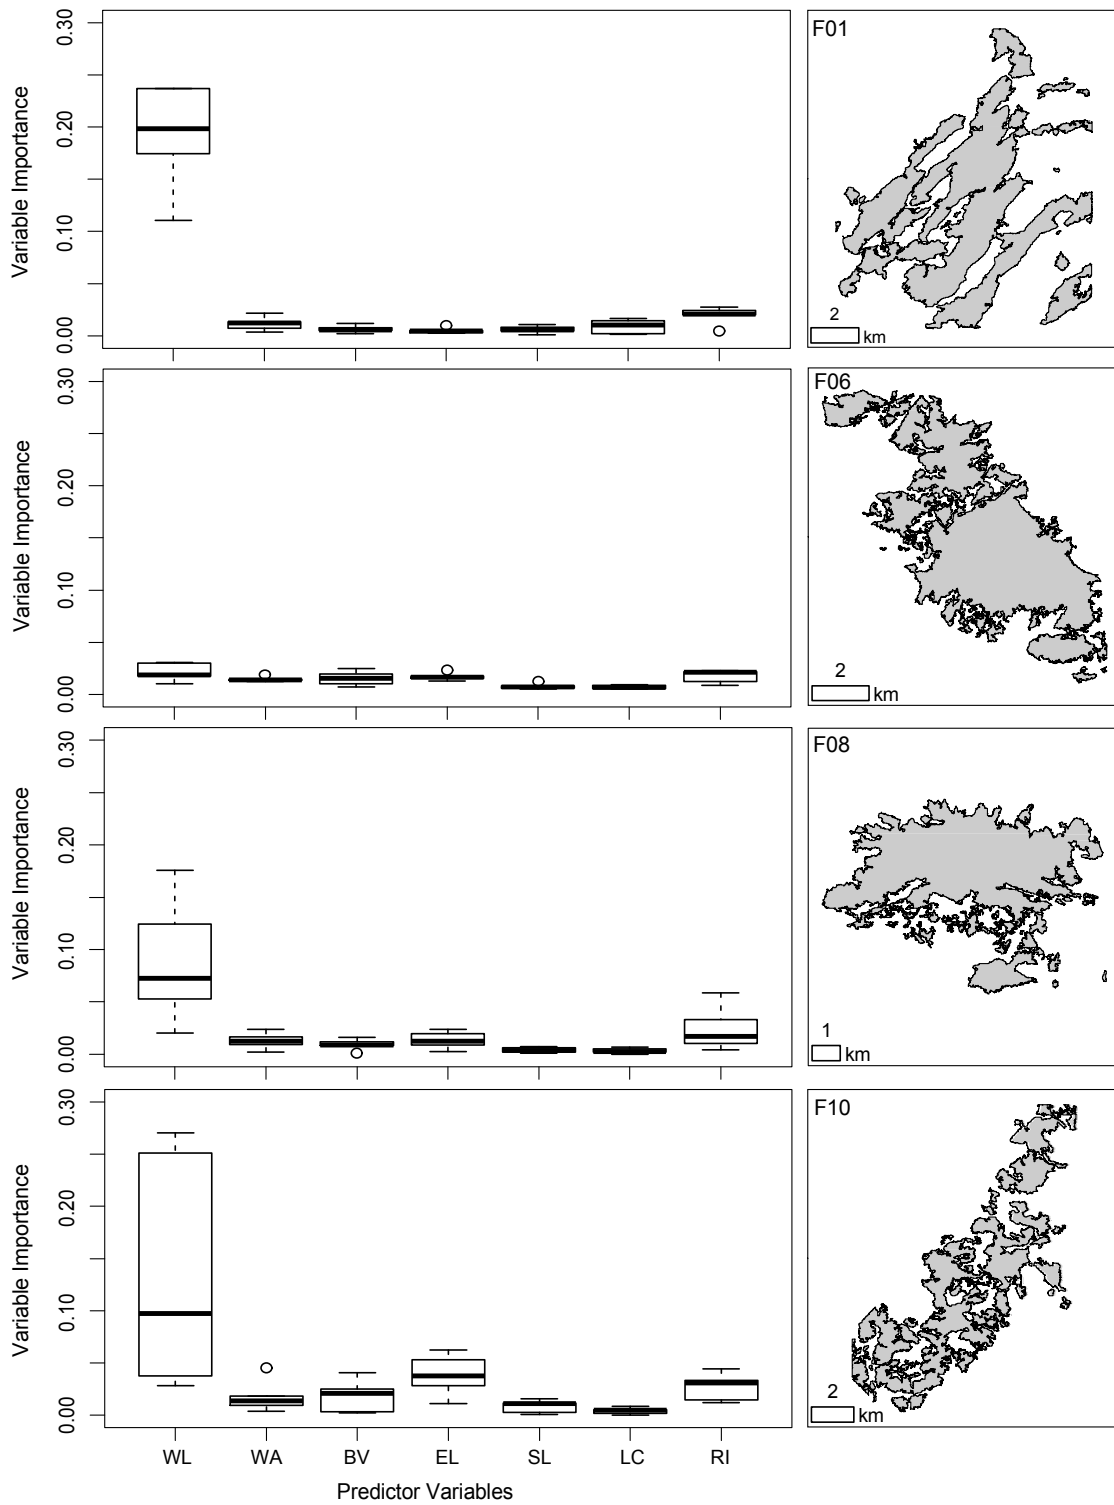 Variable Importance
0.30
0.20
0.10
0.00
F01
2
km
Variable Importance
0.30
0.20
0.10
0.00
F06
2
km
Variable Importance
0.30
0.20
0.10
0.00
F08
1
km
Variable Importance
0.30
0.20
0.10
0.00
F10
2
km
WL WA BV EL SL LC RI
Predictor Variables